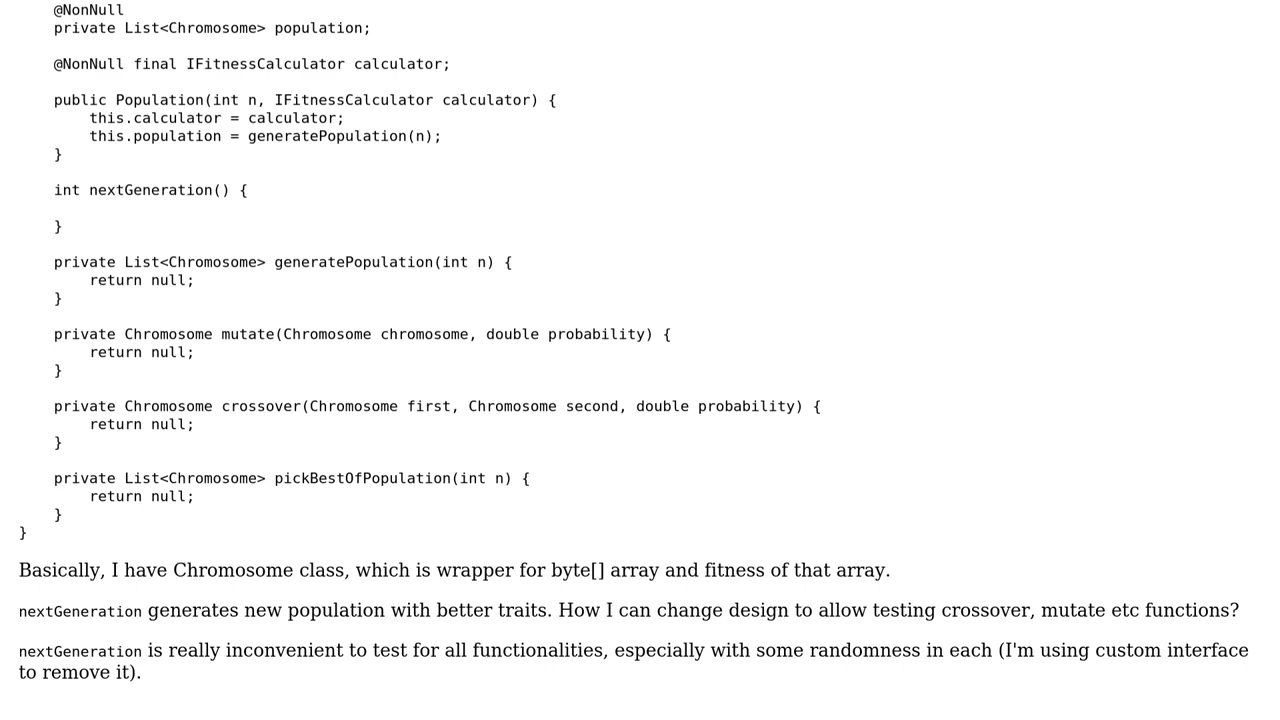 @NonNull
private List<Chromosome> population;
@NonNull final IFitnessCalculator calculator;
public Population(int n, IFitnessCalculator calculator) {
this.calculator = calculator;
this.population = generatePopulation(n);
}
int nextGeneration() {
}
private List<Chromosome> generatePopulation(int n) {
return null;
}
private Chromosome mutate(Chromosome chromosome, double probability) {
return null;
}
private Chromosome crossover(Chromosome first, Chromosome second, double probability) {
return null;
}
private List<Chromosome> pickBestOfPopulation(int n) {
return null;
}
}
Basically, I have Chromosome class, which is wrapper for byte[] array and fitness of that array.
nextGeneration generates new population with better traits. How I can change design to allow testing crossover, mutate etc functions?
nextGeneration is really inconvenient to test for all functionalities, especially with some randomness in each (I'm using custom interface
to remove it).